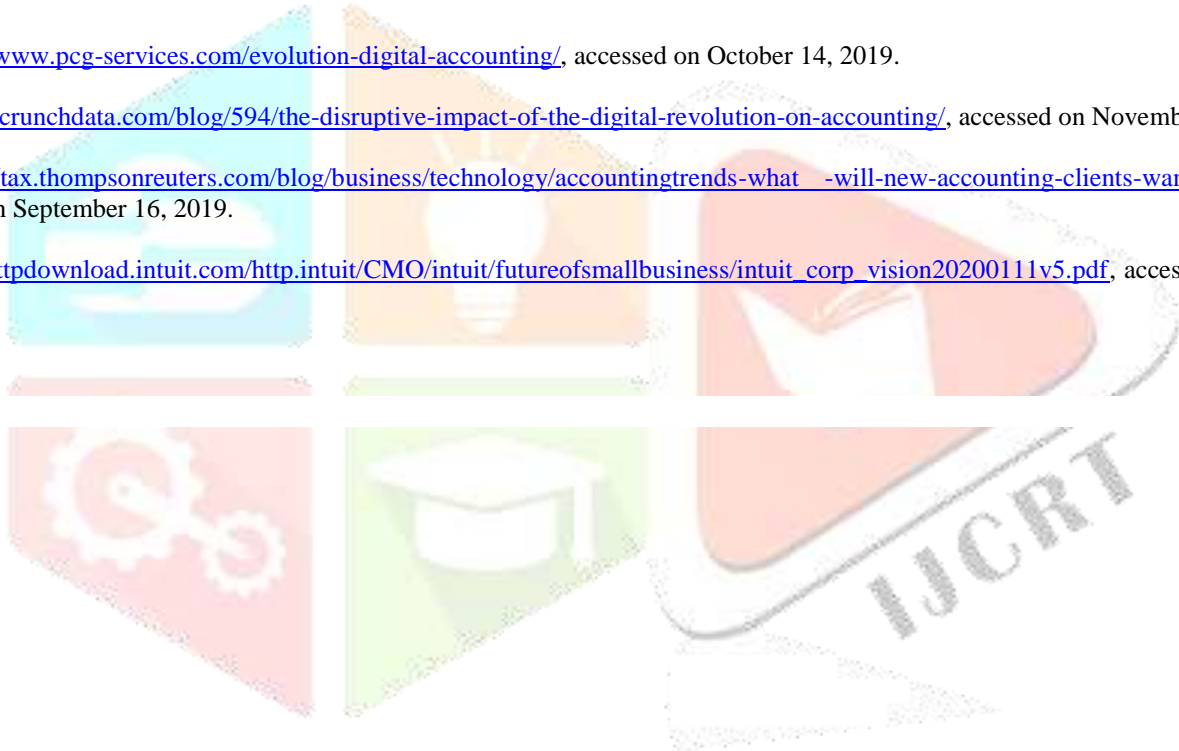 www.pcg-services.com/evolution-digital-accounting/, accessed on October 14, 2019.
crunchdata.com/blog/594/the-disruptive-impact-of-the-digital-revolution-on-accounting/, accessed on Novemb
tax.thompsonreuters.com/blog/business/technology/accountingtrends-what -will-new-accounting-clients-wan
n September 16, 2019.
ttpdownload.intuit.com/http.intuit/CMO/intuit/futureofsmallbusiness/intuit_corp_vision20200111v5.pdf, acces
IJCRT